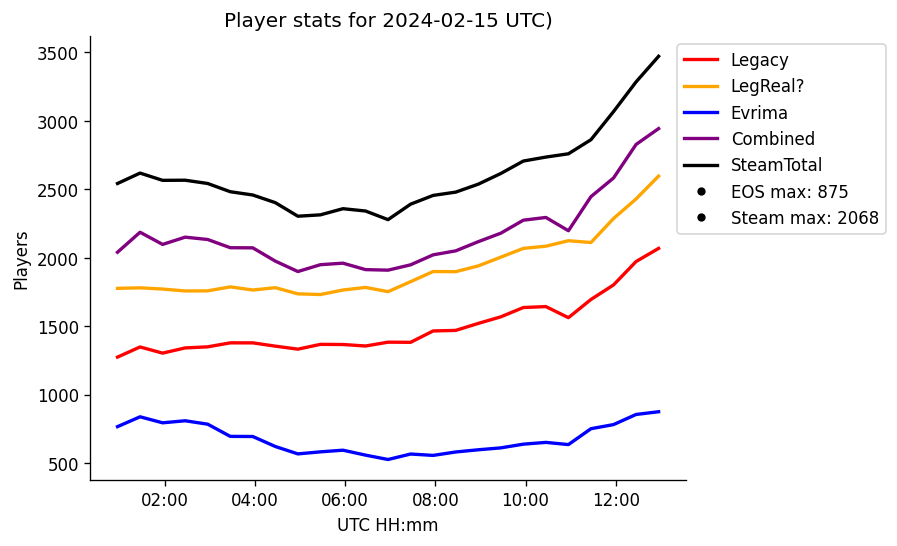 Player stats for 2024-02-15 UTC)
3500
3000
2500
2000
1500
1000
500
Players
02:00 04:00 06:00 08:00 10:00 12:00
UTC HH:mm
Legacy
LegReal?
Evrima
Combined
SteamTotal
EOS max: 875
Steam max: 2068